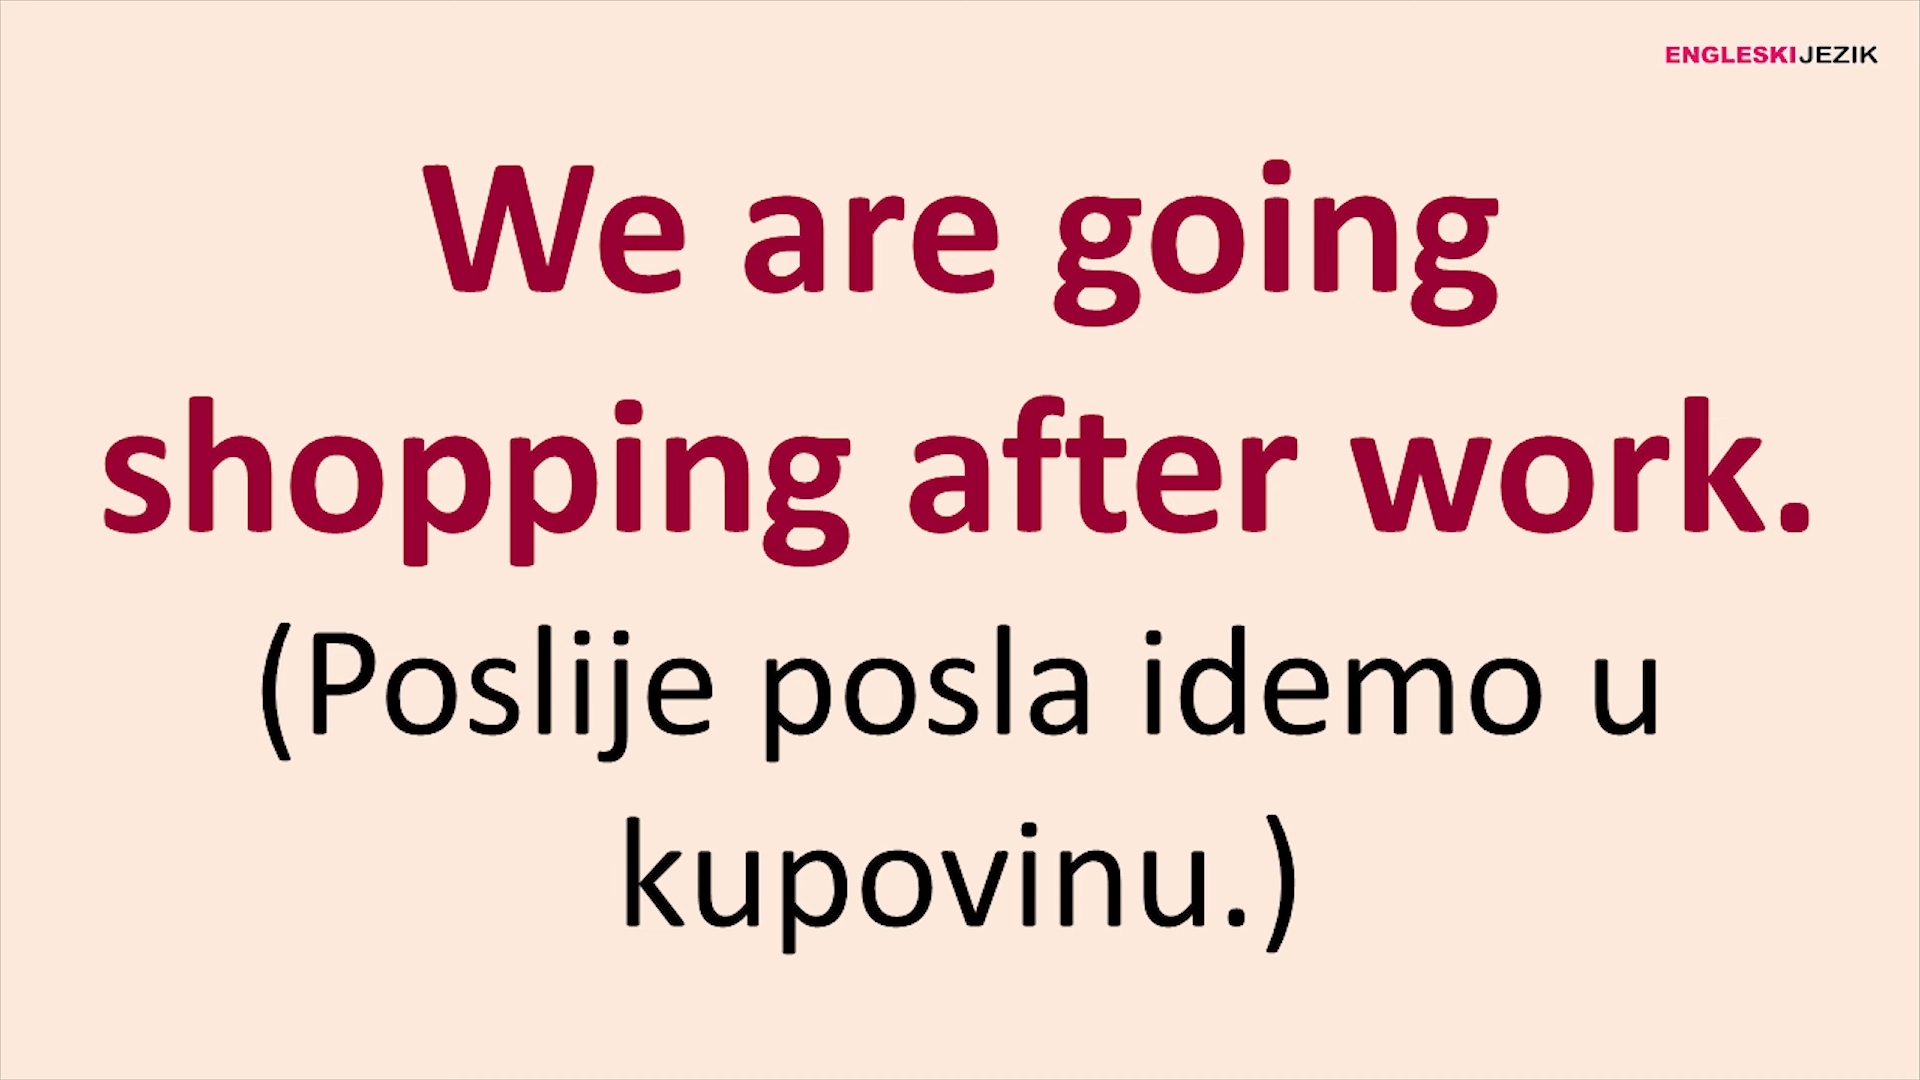 ENGLESKIJEZIK
We are going
shopping after work.
(Poslije posla idemo u
kupovinu.)